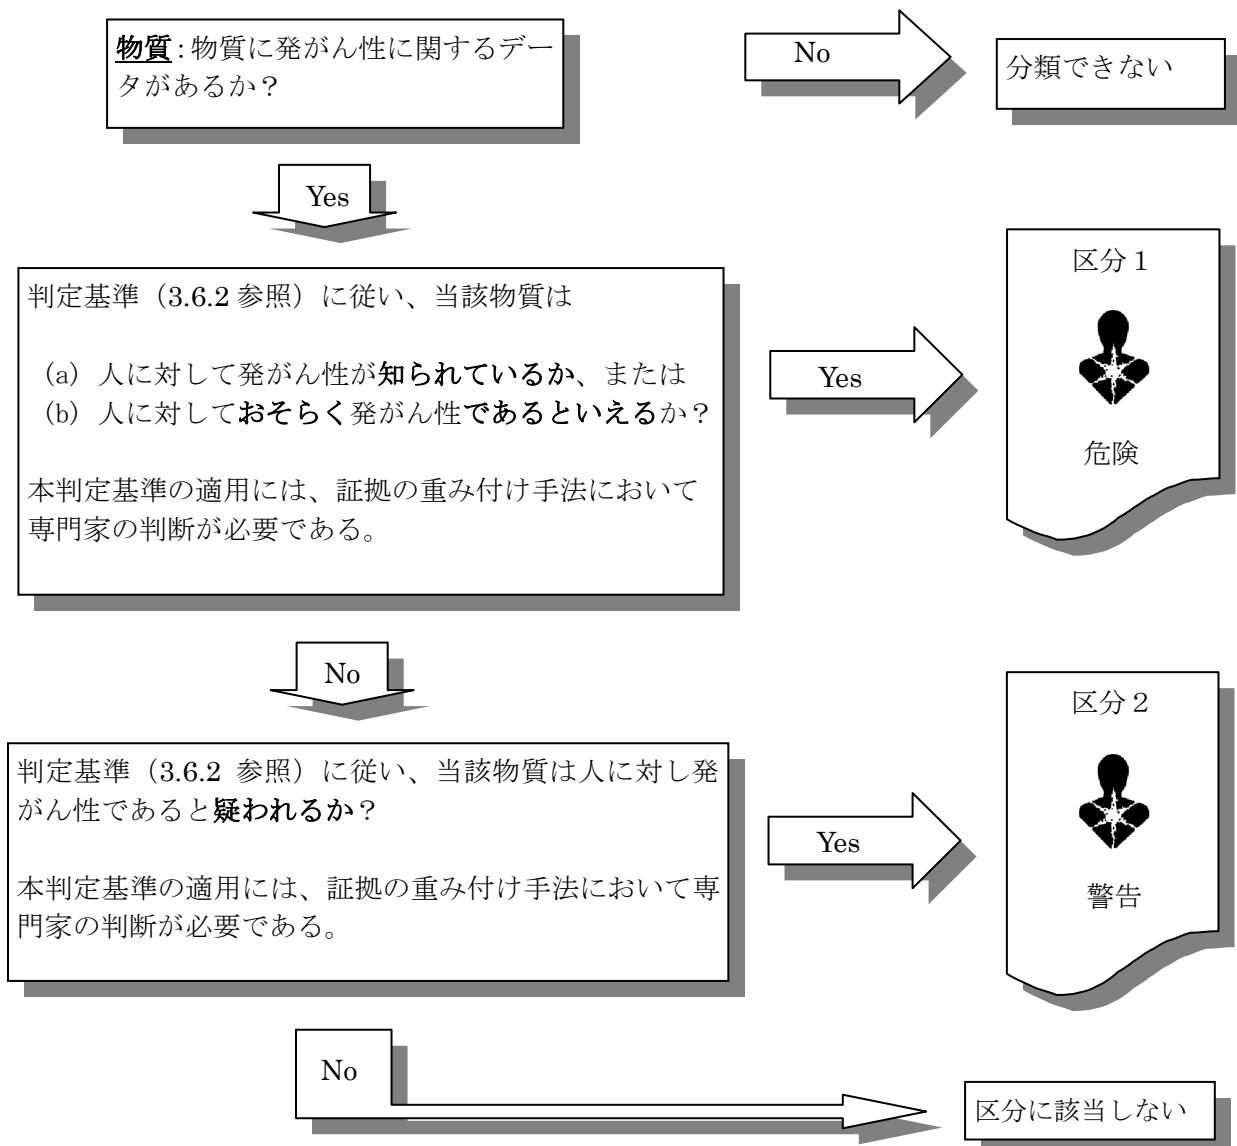 物質:物質に発がん性に関するデー
タがあるか？
No
分類できない
Yes
判定基準（3.6.2 参照）に従い、当該物質は
(a) 人に対して発がん性が知られているか、または
(b) 人に対しておそらく発がん性であるといえるか？
本判定基準の適用には、証拠の重み付け手法において
専門家の判断が必要である。
Yes
区分１
危険
No
判定基準（3.6.2 参照）に従い、当該物質は人に対し発
がん性であると疑われるか？
本判定基準の適用には、証拠の重み付け手法において専
門家の判断が必要である。
Yes
区分２
警告
No
区分に該当しない